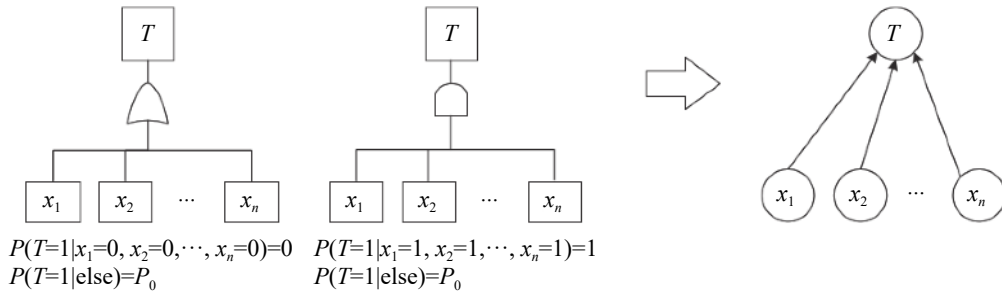 T
T
T
x₁ x₂ ··· xₙ
x₁ x₂ ··· xₙ
x₁ x₂ ··· xₙ
P(T=1|x₁=0, x₂=0,···, xₙ=0)=0
P(T=1|else)=P₀
P(T=1|x₁=1, x₂=1,···, xₙ=1)=1
P(T=1|else)=P₀